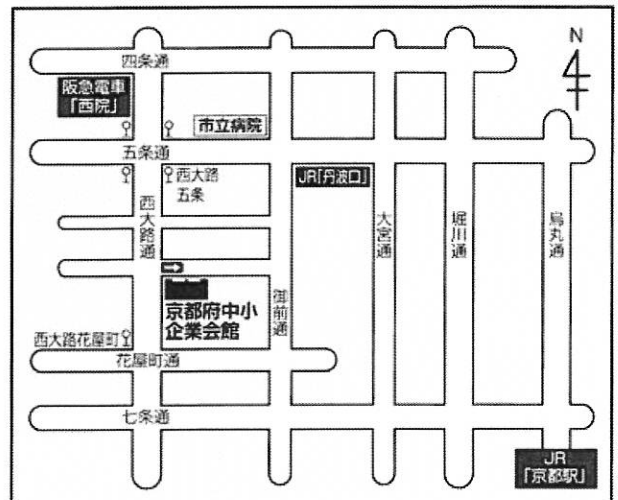 N
四条通
阪急電車
「西院」
市立病院
五条通
西大路
五条
JR「丹波口」
西大路通
大宮通
堀川通
烏丸通
御前通
京都府中小
企業会館
西大路花屋町
花屋町通
七条通
JR
「京都駅」